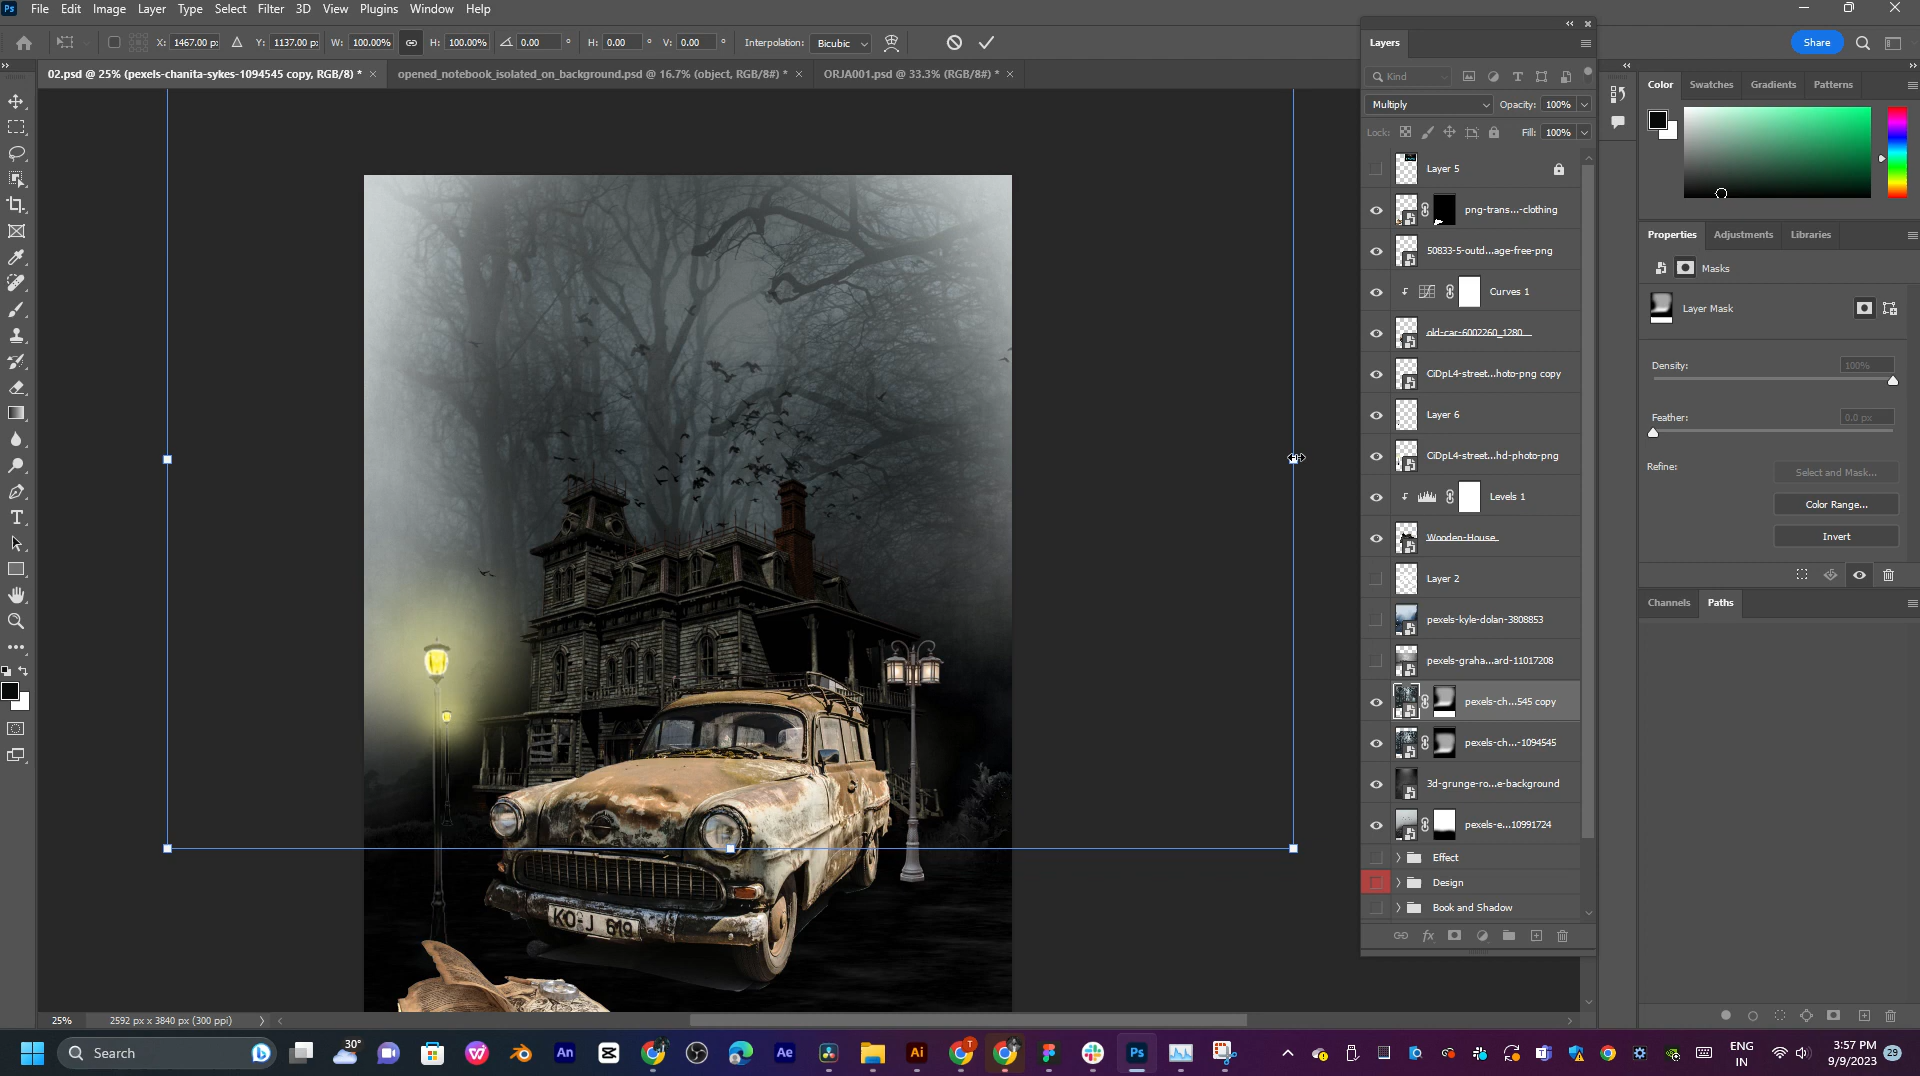 Ps File Edit Image Layer Type Select Filter 3D View Plugins Window Help
X: 1467.00 p: Y: 1137.00 p: W: 100.00% H: 100.00% 0.00 ° H: 0.00 ° V: 0.00 ° Interpolation: Bicubic
Share
02.psd @ 25% (pexels-chanita-sykes-1094545 copy, RGB/8) * ×
opened_notebook_isolated_on_background.psd @ 16.7% (object, RGB/8#) * ×
ORJA001.psd @ 33.3% (RGB/8#) * ×
KO-J 619
25% 2592 px x 3840 px (300 ppi)
Layers
Kind
Multiply Opacity: 100%
Lock: Fill: 100%
Layer 5
png-trans...-clothing
50833-5-outd...age-free-png
Curves 1
old-car-6002260_1280
CiDpL4-street...hoto-png copy
Layer 6
CiDpL4-street...hd-photo-png
Levels 1
Wooden-House
Layer 2
pexels-kyle-dolan-3808853
pexels-graha...ard-11017208
pexels-ch...545 copy
pexels-ch...-1094545
3d-grunge-ro...e-background
pexels-e...10991724
Effect
Design
Book and Shadow
fx
Color Swatches Gradients Patterns
Properties Adjustments Libraries
Masks
Layer Mask
Density: 100%
Feather: 0.0 px
Refine: Select and Mask...
Color Range...
Invert
Channels Paths
Search
30°
An
Ae
Ai
T
Ps
ENG
IN
3:57 PM
9/9/2023
29